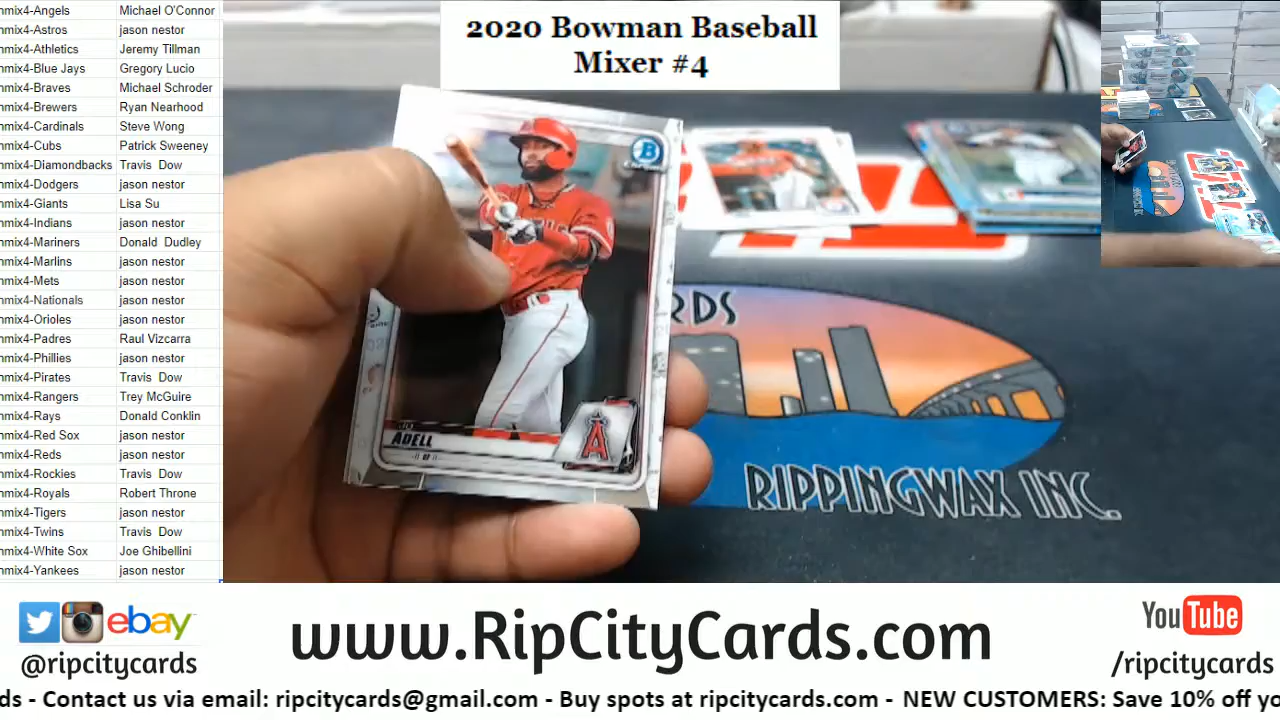 2020 Bowman Baseball
Mixer #4
nmix4-Angels Michael O'Connor
nmix4-Astros jason nestor
nmix4-Athletics Jeremy Tillman
nmix4-Blue Jays Gregory Lucio
nmix4-Braves Michael Schroder
nmix4-Brewers Ryan Nearhood
nmix4-Cardinals Steve Wong
nmix4-Cubs Patrick Sweeney
nmix4-Diamondbacks Travis Dow
nmix4-Dodgers jason nestor
nmix4-Giants Lisa Su
nmix4-Indians jason nestor
nmix4-Mariners Donald Dudley
nmix4-Marlins jason nestor
nmix4-Mets jason nestor
nmix4-Nationals jason nestor
nmix4-Orioles jason nestor
nmix4-Padres Raul Vizcarra
nmix4-Phillies jason nestor
nmix4-Pirates Travis Dow
nmix4-Rangers Trey McGuire
nmix4-Rays Donald Conklin
nmix4-Red Sox jason nestor
nmix4-Reds jason nestor
nmix4-Rockies Travis Dow
nmix4-Royals Robert Throne
nmix4-Tigers jason nestor
nmix4-Twins Travis Dow
nmix4-White Sox Joe Ghibellini
nmix4-Yankees jason nestor
B
ADELL
A
RDS
RIPPINGWAX INC.
ebay
@ripcitycards
www.RipCityCards.com
YouTube
/ripcitycards
ds - Contact us via email: ripcitycards@gmail.com - Buy spots at ripcitycards.com - NEW CUSTOMERS: Save 10% off yo